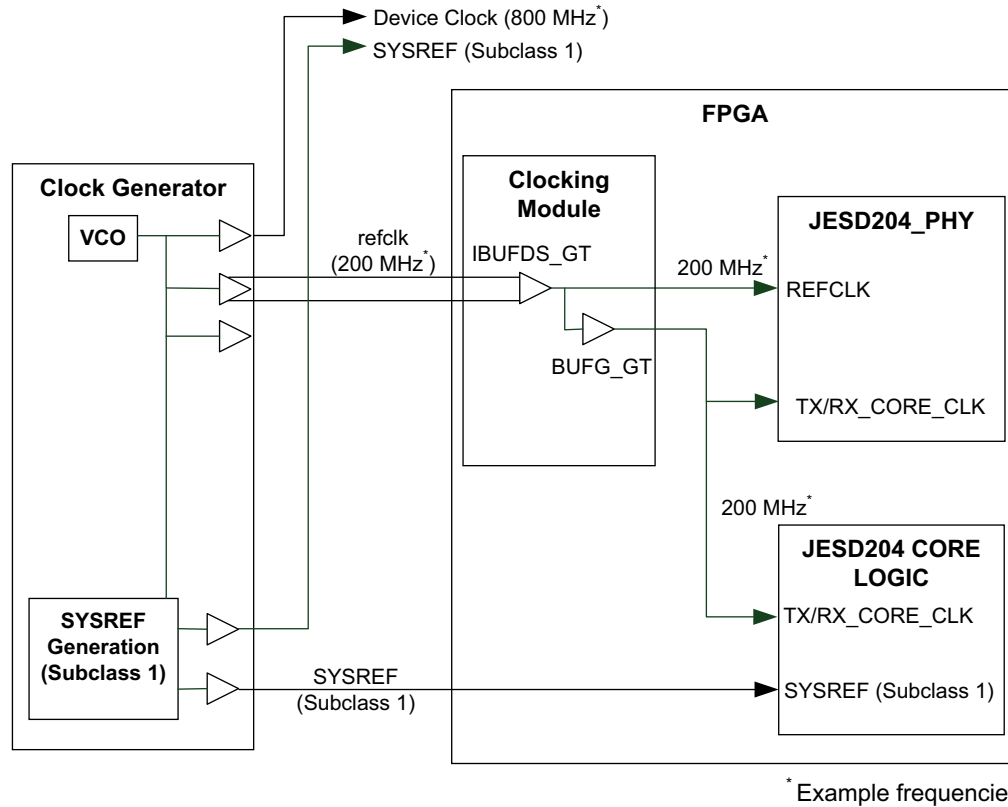 Device Clock (800 MHz*)
SYSREF (Subclass 1)
FPGA
Clock Generator
VCO
refclk
(200 MHz*)
Clocking
Module
IBUFDS_GT
BUFG_GT
200 MHz*
JESD204_PHY
REFCLK
TX/RX_CORE_CLK
200 MHz*
JESD204 CORE
LOGIC
TX/RX_CORE_CLK
SYSREF (Subclass 1)
SYSREF
Generation
(Subclass 1)
SYSREF
(Subclass 1)
* Example frequencie